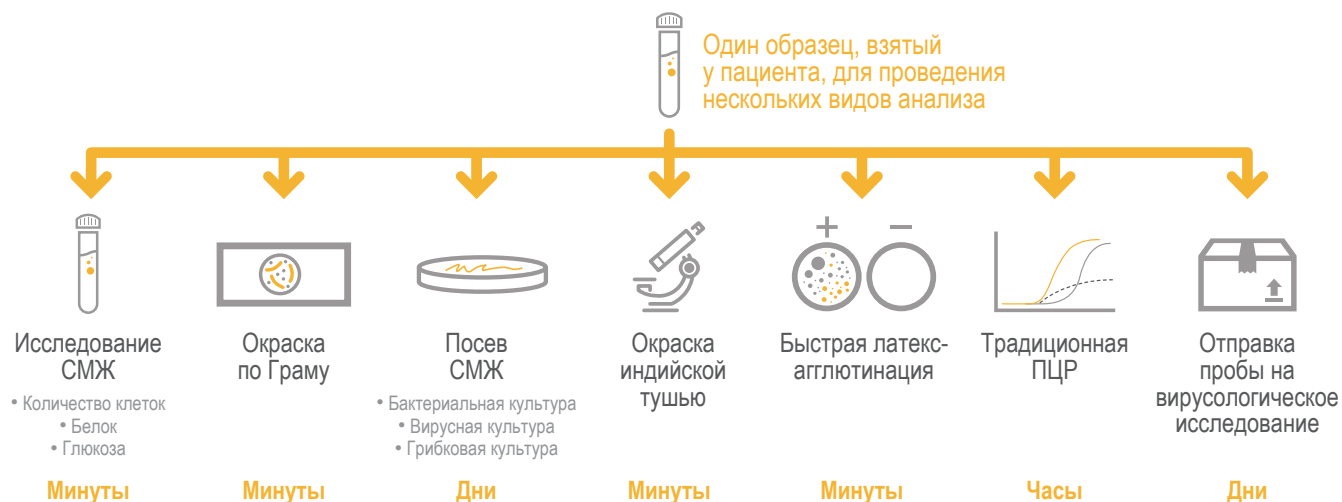 Один образец, взятый
у пациента, для проведения
нескольких видов анализа
+ −
Исследование
СМЖ
• Количество клеток
• Белок
• Глюкоза
Минуты
Окраска
по Граму
Минуты
Посев
СМЖ
• Бактериальная культура
• Вирусная культура
• Грибковая культура
Дни
Окраска
индийской
тушью
Минуты
Быстрая латекс-
агглютинация
Минуты
Традиционная
ПЦР
Часы
Отправка
пробы на
вирусологическое
исследование
Дни